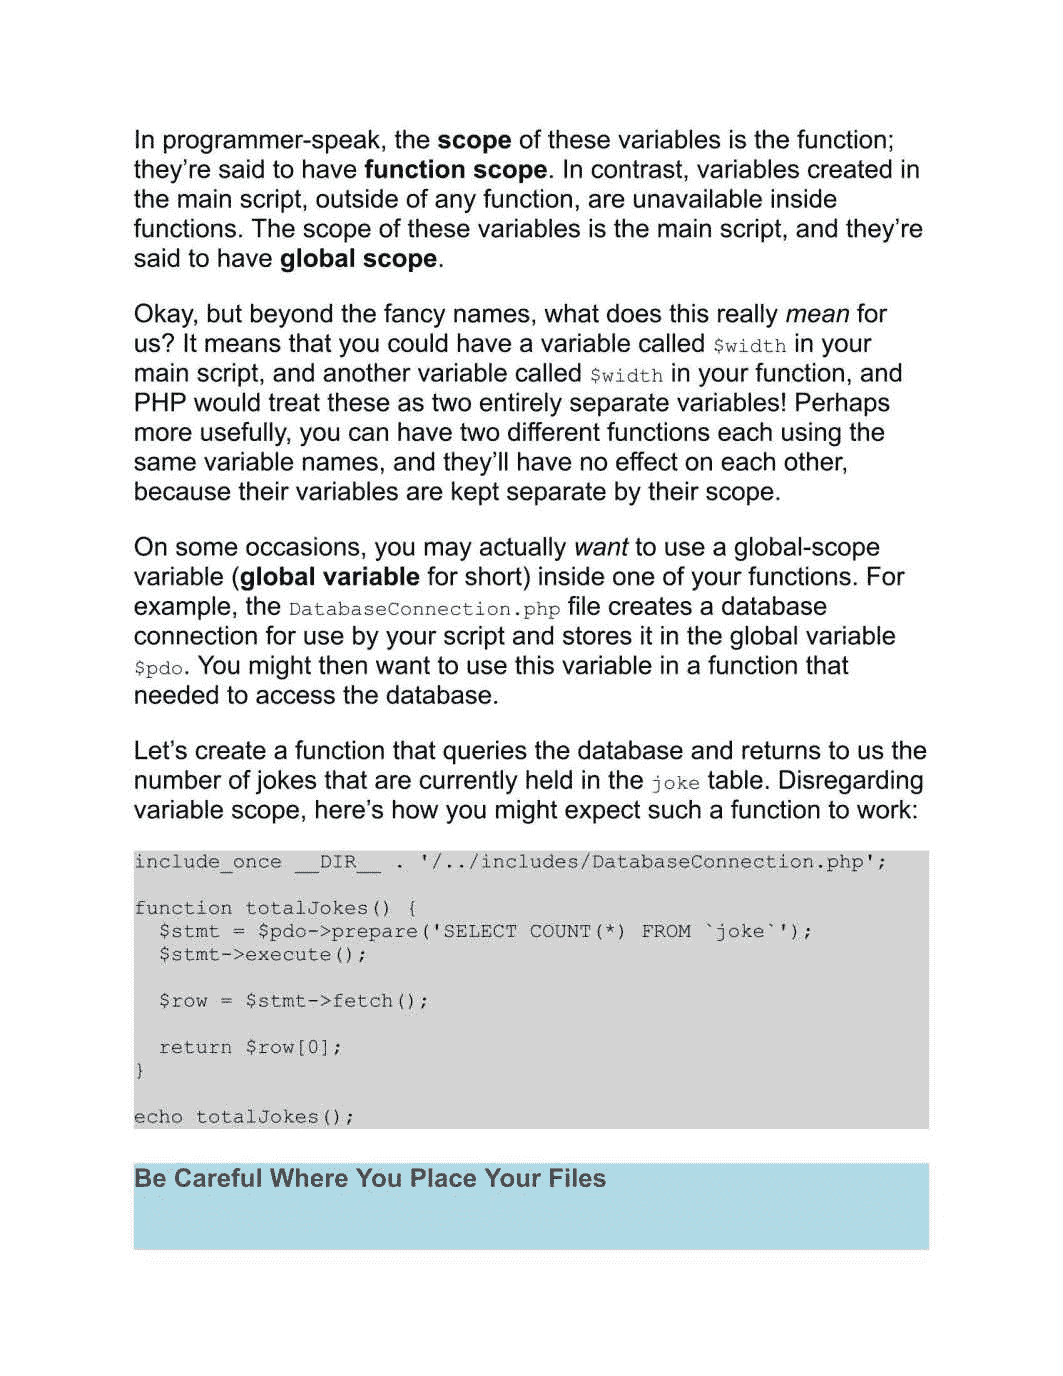 In programmer-speak, the scope of these variables is the function;
they’re said to have function scope. In contrast, variables created in
the main script, outside of any function, are unavailable inside
functions. The scope of these variables is the main script, and they’re
said to have global scope.
Okay, but beyond the fancy names, what does this really mean for
us? It means that you could have a variable called $width in your
main script, and another variable called $width in your function, and
PHP would treat these as two entirely separate variables! Perhaps
more usefully, you can have two different functions each using the
same variable names, and they’ll have no effect on each other,
because their variables are kept separate by their scope.
On some occasions, you may actually want to use a global-scope
variable (global variable for short) inside one of your functions. For
example, the DatabaseConnection.php file creates a database
connection for use by your script and stores it in the global variable
$pdo. You might then want to use this variable in a function that
needed to access the database.
Let’s create a function that queries the database and returns to us the
number of jokes that are currently held in the joke table. Disregarding
variable scope, here’s how you might expect such a function to work:
include_once __DIR__ . '/../includes/DatabaseConnection.php';
function totalJokes() {
  $stmt = $pdo->prepare('SELECT COUNT(*) FROM `joke`');
  $stmt->execute();
  $row = $stmt->fetch();
  return $row[0];
}
echo totalJokes();
Be Careful Where You Place Your Files